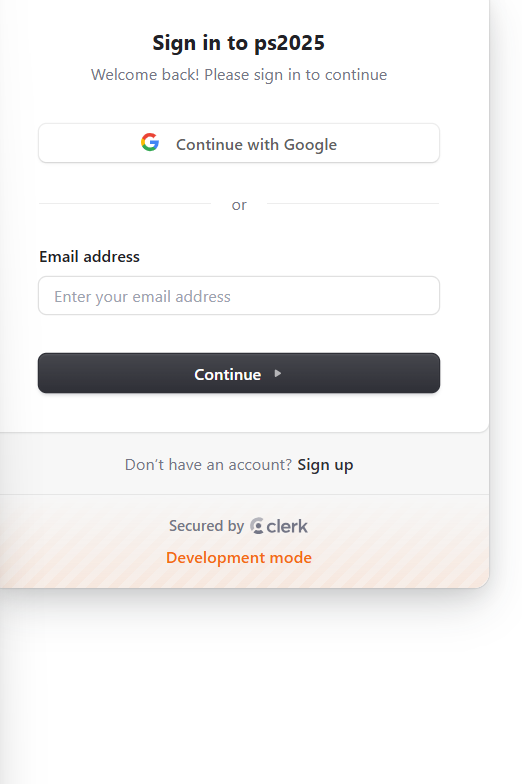 Sign in to ps2025
Welcome back! Please sign in to continue
Continue with Google
or
Email address
Enter your email address
Continue
Don't have an account? Sign up
Secured by clerk
Development mode